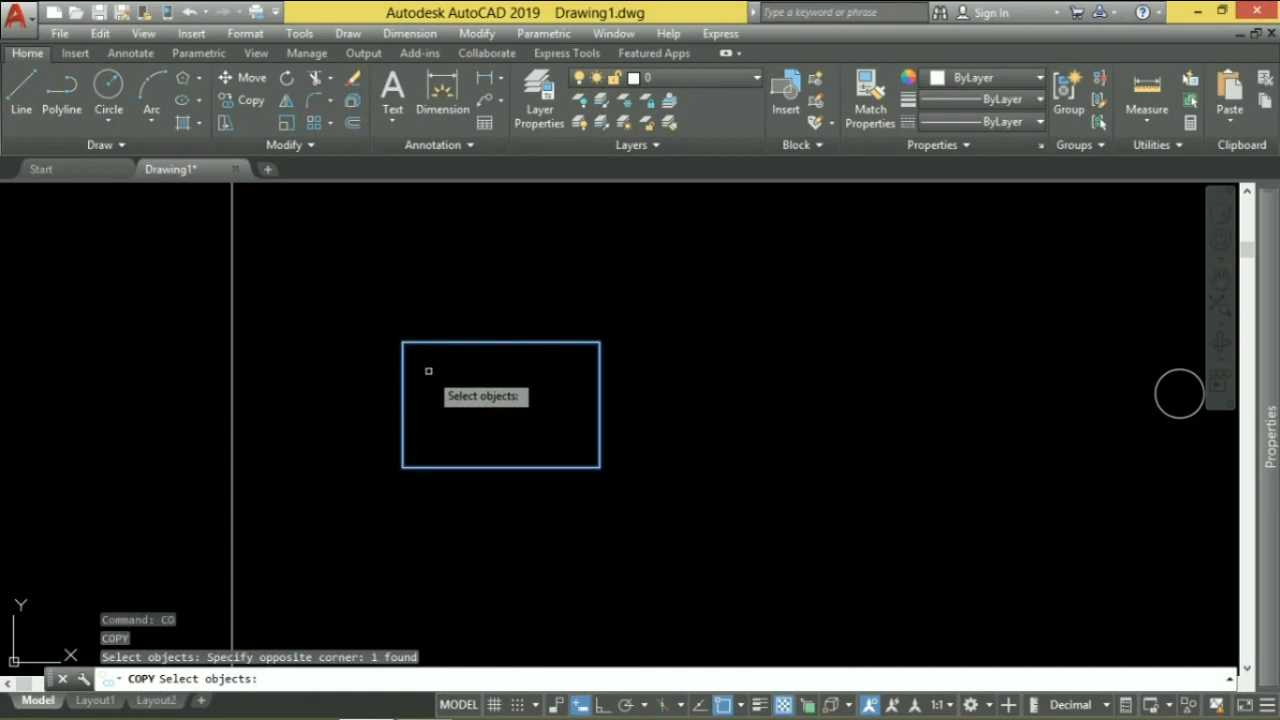 Autodesk AutoCAD 2019 Drawing1.dwg
Type a keyword or phrase
Sign In
File Edit View Insert Format Tools Draw Dimension Modify Parametric Window Help Express
Home Insert Annotate Parametric View Manage Output Add-ins Collaborate Express Tools Featured Apps
Move
0
ByLayer
Copy
ByLayer
Line Polyline Circle Arc
Text Dimension
Layer
Properties
Insert
Match
Properties
Group
Measure
Paste
ByLayer
Draw Modify Annotation Layers Block Properties Groups Utilities Clipboard
Start Drawing1*
Select objects:
Properties
Y
X
Command: CO
COPY
Select objects: Specify opposite corner: 1 found
COPY Select objects:
Model Layout1 Layout2
MODEL
1:1
Decimal